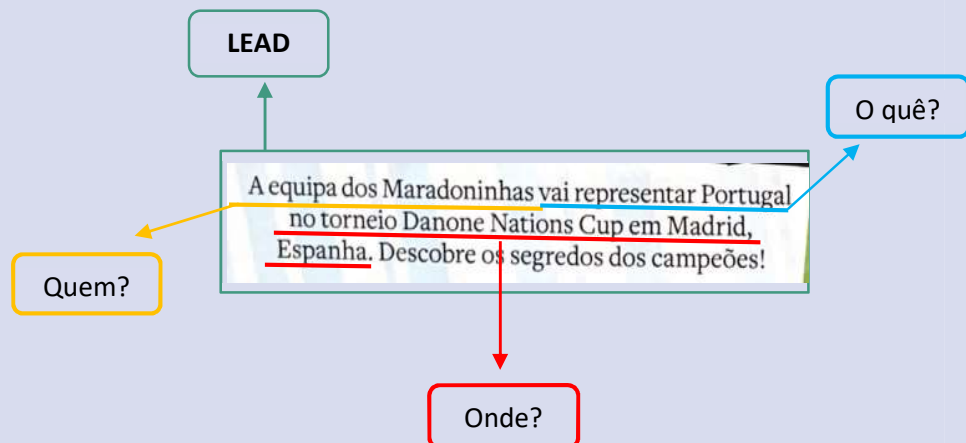 LEAD
O quê?
A equipa dos Maradoninhas vai representar Portugal
no torneio Danone Nations Cup em Madrid,
Espanha. Descobre os segredos dos campeões!
Quem?
Onde?